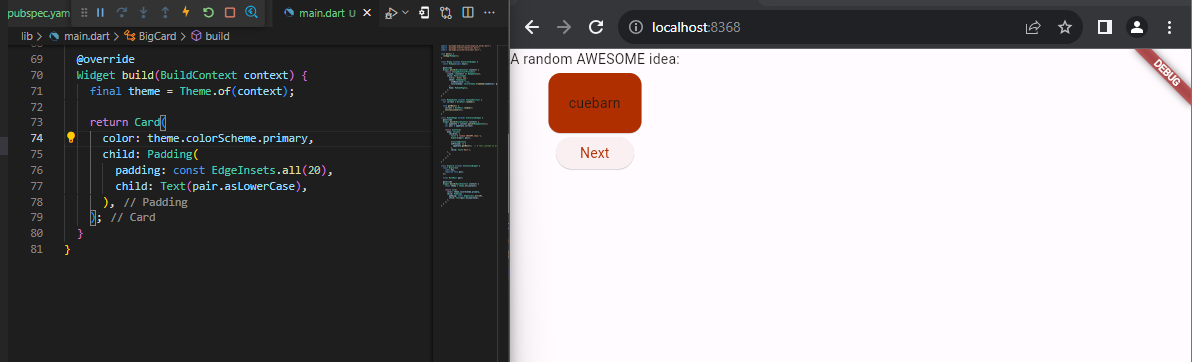 pubspec.yam
main.dart U
lib > main.dart > BigCard > build
69 @override
70 Widget build(BuildContext context) {
71 final theme = Theme.of(context);
72
73 return Card(
74 color: theme.colorScheme.primary,
75 child: Padding(
76 padding: const EdgeInsets.all(20),
77 child: Text(pair.asLowerCase),
78 ), // Padding
79 ); // Card
80 }
81 }
localhost:8368
A random AWESOME idea:
DEBUG
cuebarn
Next